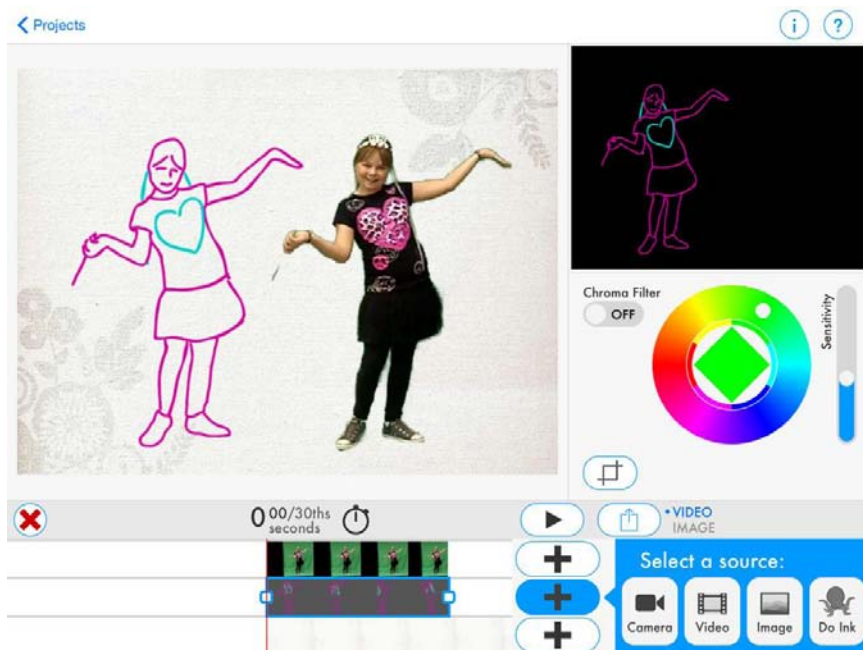 Projects
i
?
Chroma Filter
OFF
Sensitivity
0 00/30ths
seconds
• VIDEO
IMAGE
Select a source:
Camera
Video
Image
Do Ink